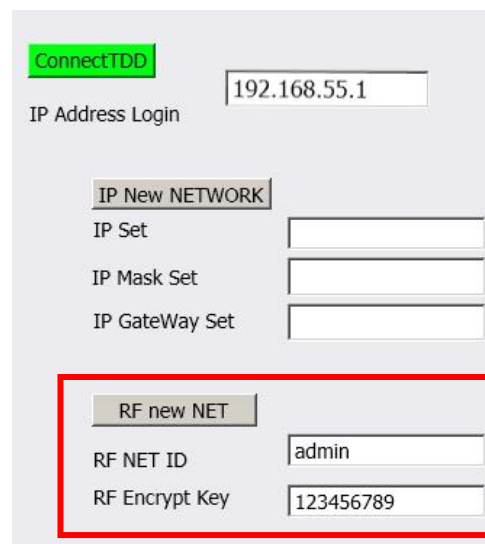 ConnectTDD
192.168.55.1
IP Address Login
IP New NETWORK
IP Set
IP Mask Set
IP GateWay Set
RF new NET
RF NET ID
admin
RF Encrypt Key
123456789